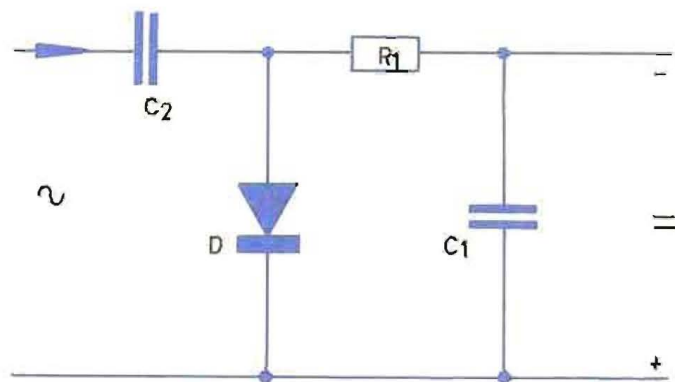 R1
C2
–
∼
D
C1
=
+